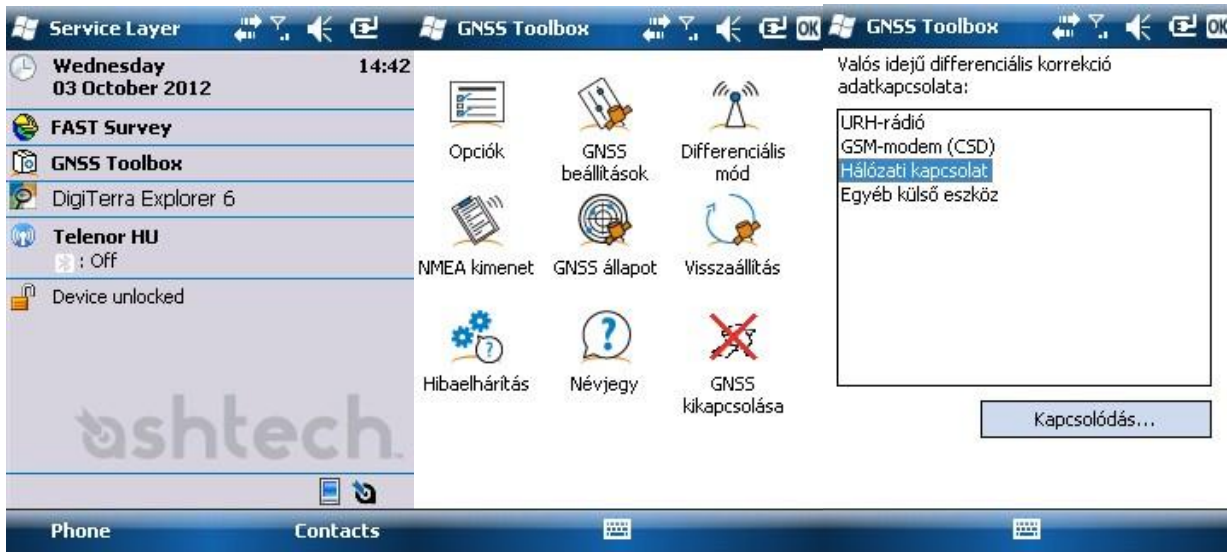 Service Layer
Wednesday 14:42
03 October 2012
FAST Survey
GNSS Toolbox
DigiTerra Explorer 6
Telenor HU
: Off
Device unlocked
ashtech.
Phone Contacts
GNSS Toolbox OK
Opciók
GNSS
beállítások
Differenciális
mód
NMEA kimenet
GNSS állapot
Visszaállítás
Hibaelhárítás
Névjegy
GNSS
kikapcsolása
GNSS Toolbox OK
Valós idejű differenciális korrekció
adatkapcsolata:
URH-rádió
GSM-modem (CSD)
Hálózati kapcsolat
Egyéb külső eszköz
Kapcsolódás...